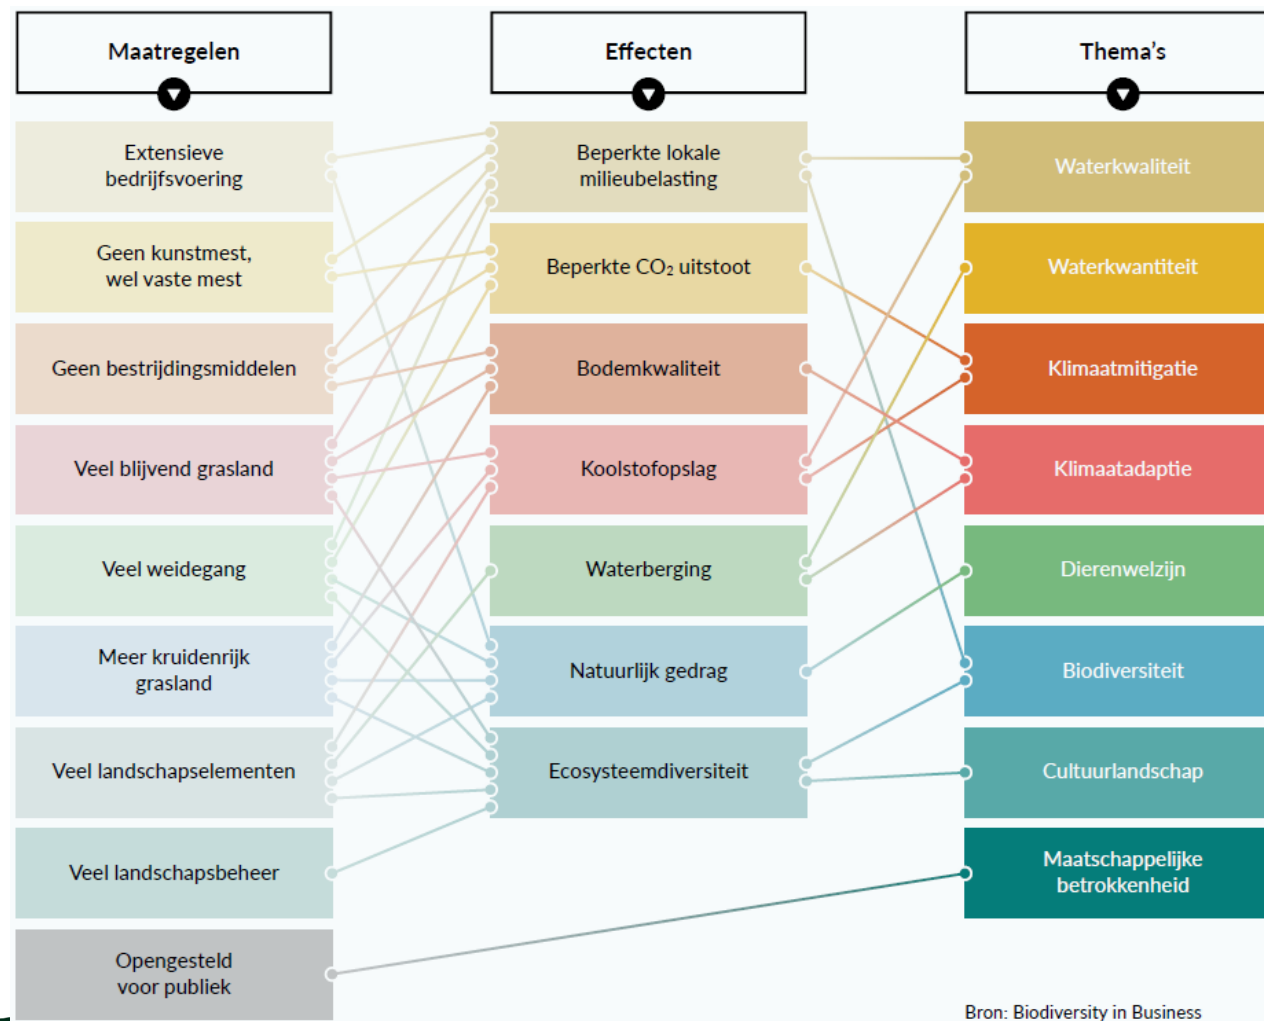 Maatregelen
Extensieve
bedrijfsvoering
Geen kunstmest,
wel vaste mest
Geen bestrijdingsmiddelen
Veel blijvend grasland
Veel weidegang
Meer kruidenrijk
grasland
Veel landschapselementen
Veel landschapsbeheer
Opengesteld
voor publiek
Effecten
Beperkte lokale
milieubelasting
Beperkte CO₂ uitstoot
Bodemkwaliteit
Koolstofopslag
Waterberging
Natuurlijk gedrag
Ecosysteemdiversiteit
Thema's
Waterkwaliteit
Waterkwantiteit
Klimaatmitigatie
Klimaatadaptie
Dierenwelzijn
Biodiversiteit
Cultuurlandschap
Maatschappelijke
betrokkenheid
Bron: Biodiversity in Business